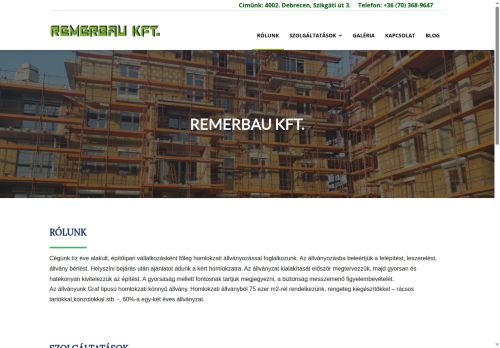 Címünk: 4002. Debrecen, Szikgáti út 3. Telefon: +36 (70) 368-9647
REMERBAU KFT.
RÓLUNK SZOLGÁLTATÁSOK GALÉRIA KAPCSOLAT BLOG
REMERBAU KFT.
RÓLUNK
Cégünk tíz éve alakult, építőipari vállalkozásként főleg homlokzati állványozással foglalkozunk. Az állványozásba beleértjük a felépítést, leszerelést,
állvány bérlést. Helyszíni bejárás után ajánlatot adunk a kért homlokzatra. Az állványzat kialakítását először megtervezzük, majd gyorsan és
hatékonyan kivitelezzük az építést. A gyorsaság mellett fontosnak tartjuk megjegyezni, a biztonság messzemenő figyelembevételét.
Az állványunk Graf típusú homlokzati könnyű állvány. Homlokzati állványból 75 ezer m2-rel rendelkezünk, rengeteg kiegészítőkkel – rácsos
tartókkal,konzolokkal stb. -, 60%-a egy-két éves állványzat.
SZOLGÁLTATÁSOK